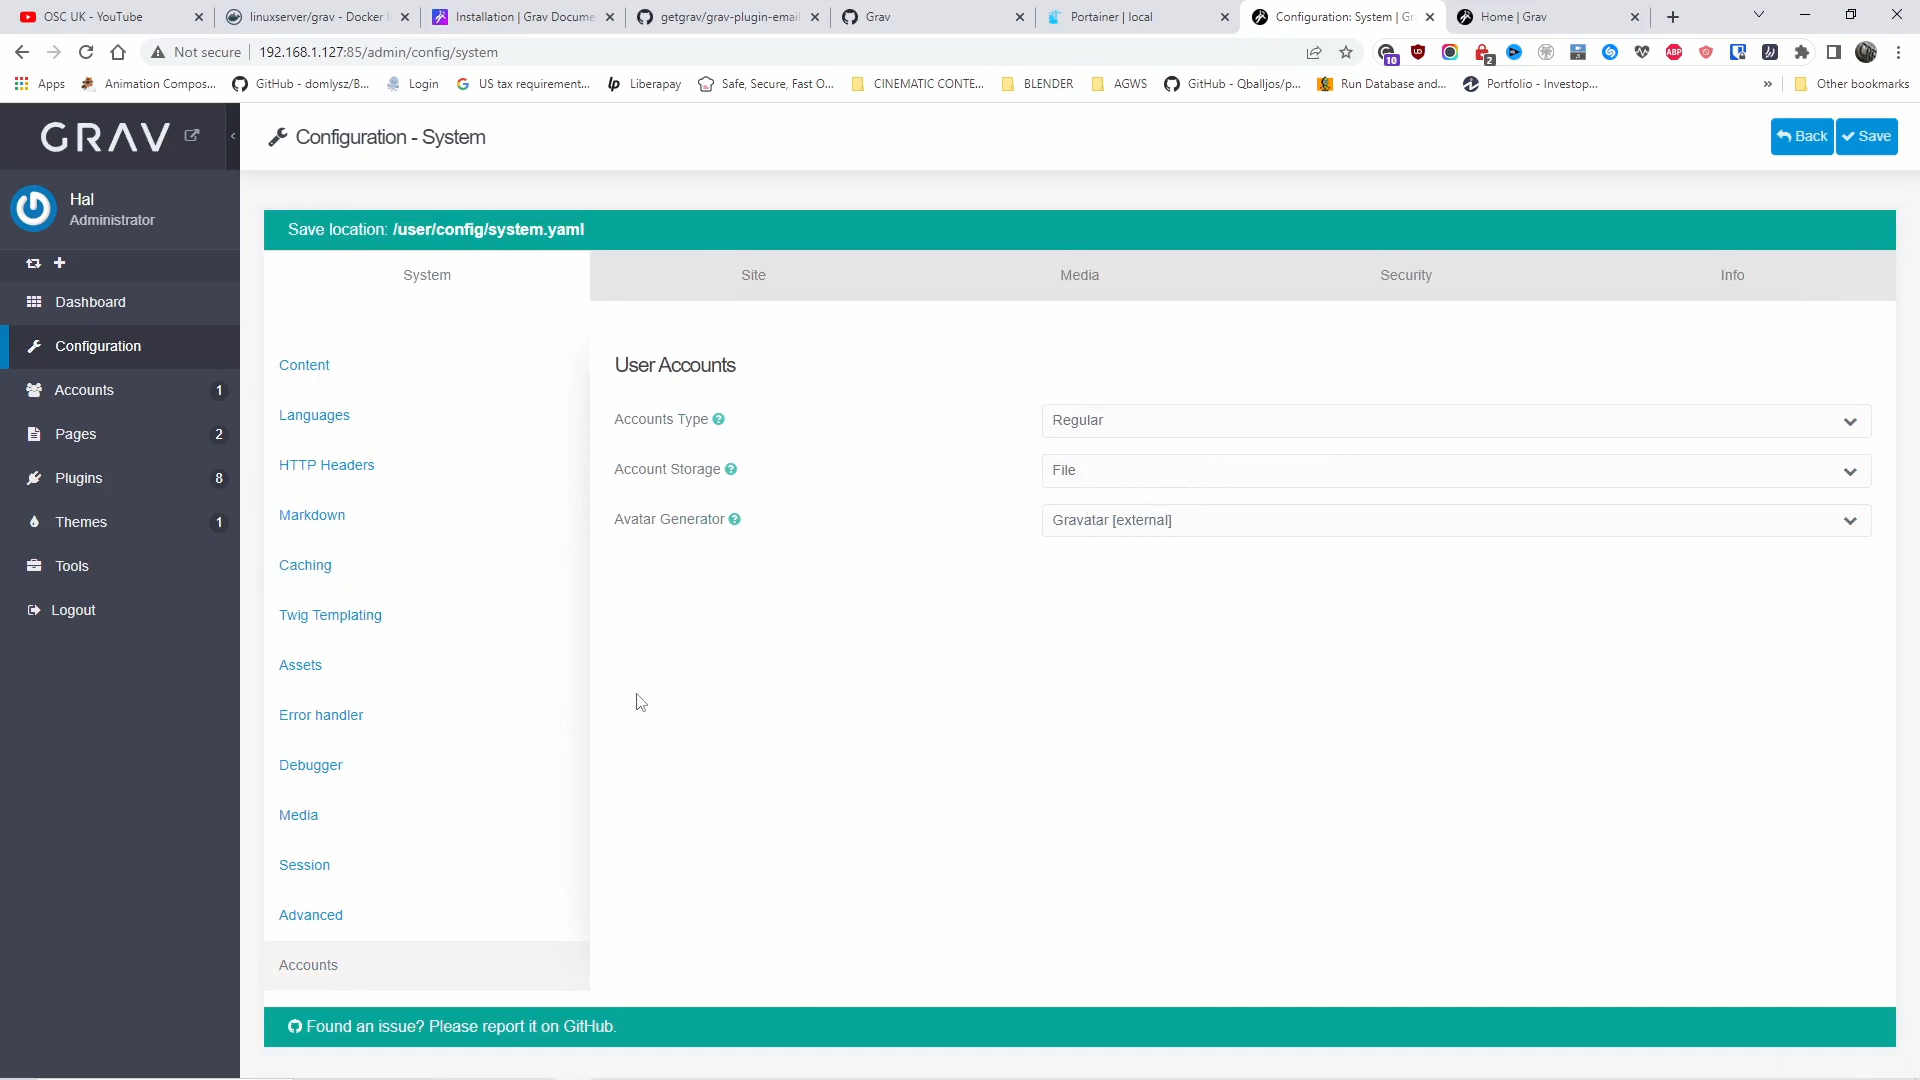 OSC UK - YouTube
linuxserver/grav - Docker I
Installation | Grav Docume
getgrav/grav-plugin-email
Grav
Portainer | local
Configuration: System | Gr
Home | Grav
Not secure
192.168.1.127:85/admin/config/system
10
2
ABP
Apps
Animation Compos...
GitHub - domlysz/B...
Login
US tax requirement...
Liberapay
Safe, Secure, Fast O...
CINEMATIC CONTE...
BLENDER
AGWS
GitHub - Qballjos/p...
Run Database and...
Portfolio - Investop...
»
Other bookmarks
GRAV
Configuration - System
Back
Save
Hal
Administrator
Dashboard
Configuration
Accounts 1
Pages 2
Plugins 8
Themes 1
Tools
Logout
Save location: /user/config/system.yaml
System
Site
Media
Security
Info
Content
Languages
HTTP Headers
Markdown
Caching
Twig Templating
Assets
Error handler
Debugger
Media
Session
Advanced
Accounts
User Accounts
Accounts Type ?
Regular
Account Storage ?
File
Avatar Generator ?
Gravatar [external]
Found an issue? Please report it on GitHub.